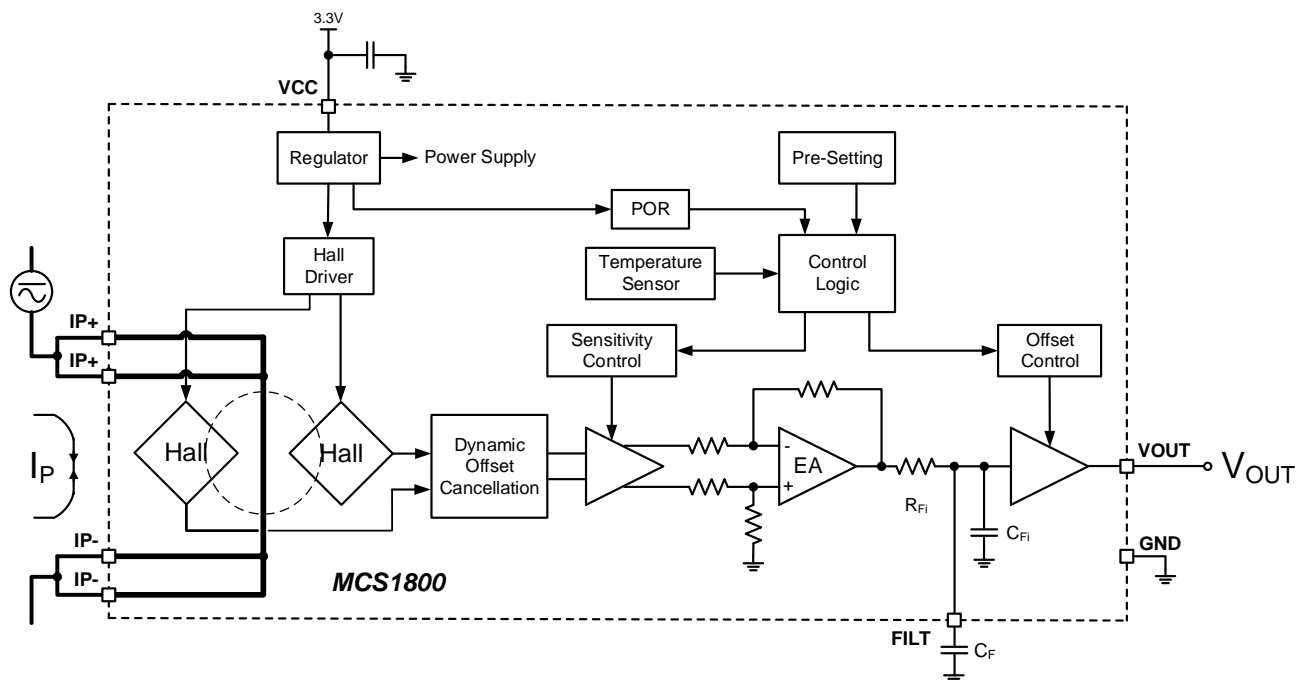 3.3V
VCC
Regulator
Power Supply
Pre-Setting
POR
Hall
Driver
Temperature
Sensor
Control
Logic
IP+
IP+
Sensitivity
Control
Offset
Control
Hall
Hall
Dynamic
Offset
Cancellation
-
EA
+
VOUT
VOUT
IP
RFi
CFi
IP-
IP-
GND
MCS1800
FILT
CF